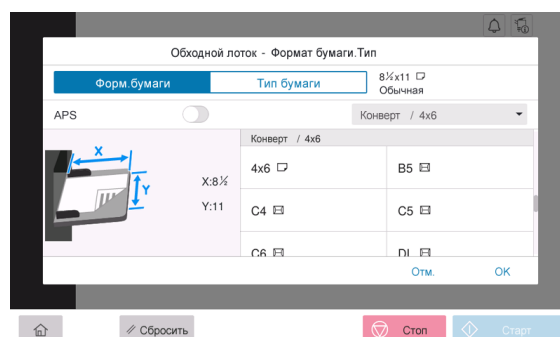 Обходной лоток - Формат бумаги.Тип
Форм.бумаги
Тип бумаги
8½x11
Обычная
APS
Конверт / 4x6
Конверт / 4x6
X
Y
X:8½
Y:11
4x6
B5
C4
C5
C6
DL
Отм.
OK
Сбросить
Стоп
Старт